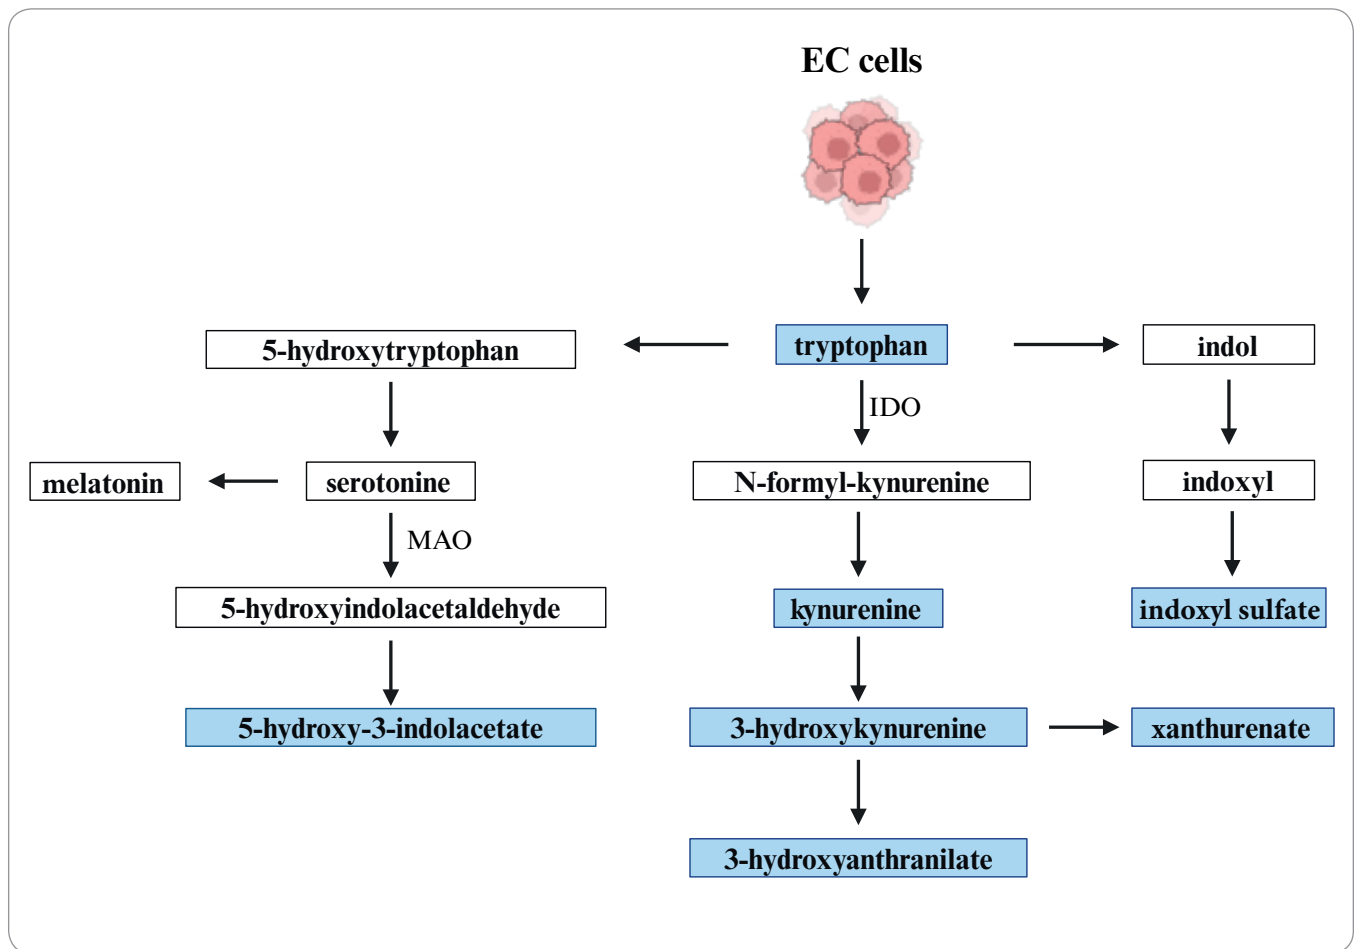 EC cells
5-hydroxytryptophan
tryptophan
indol
IDO
melatonin
serotonine
N-formyl-kynurenine
indoxyl
MAO
5-hydroxyindolacetaldehyde
kynurenine
indoxyl sulfate
5-hydroxy-3-indolacetate
3-hydroxykynurenine
xanthurenate
3-hydroxyanthranilate